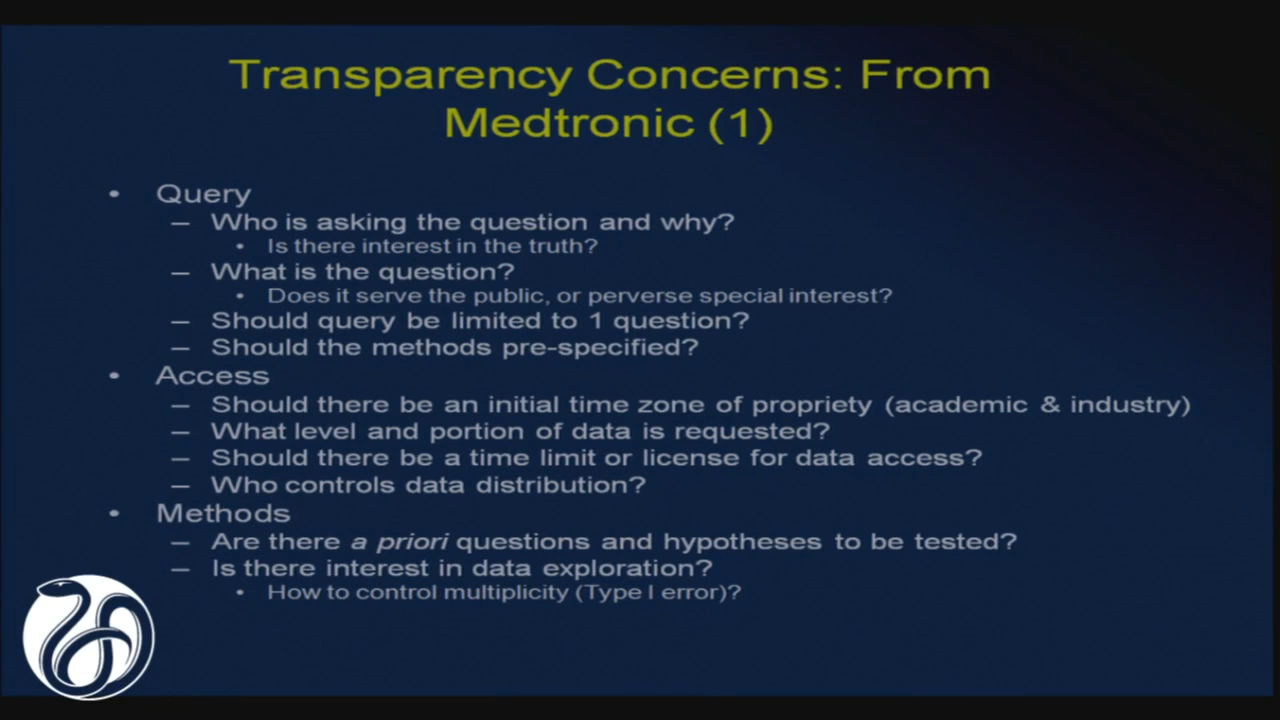 Transparency Concerns: From
Medtronic (1)
• Query
– Who is asking the question and why?
• Is there interest in the truth?
– What is the question?
• Does it serve the public, or perverse special interest?
– Should query be limited to 1 question?
– Should the methods pre-specified?
• Access
– Should there be an initial time zone of propriety (academic & industry)
– What level and portion of data is requested?
– Should there be a time limit or license for data access?
– Who controls data distribution?
• Methods
– Are there a priori questions and hypotheses to be tested?
– Is there interest in data exploration?
• How to control multiplicity (Type I error)?